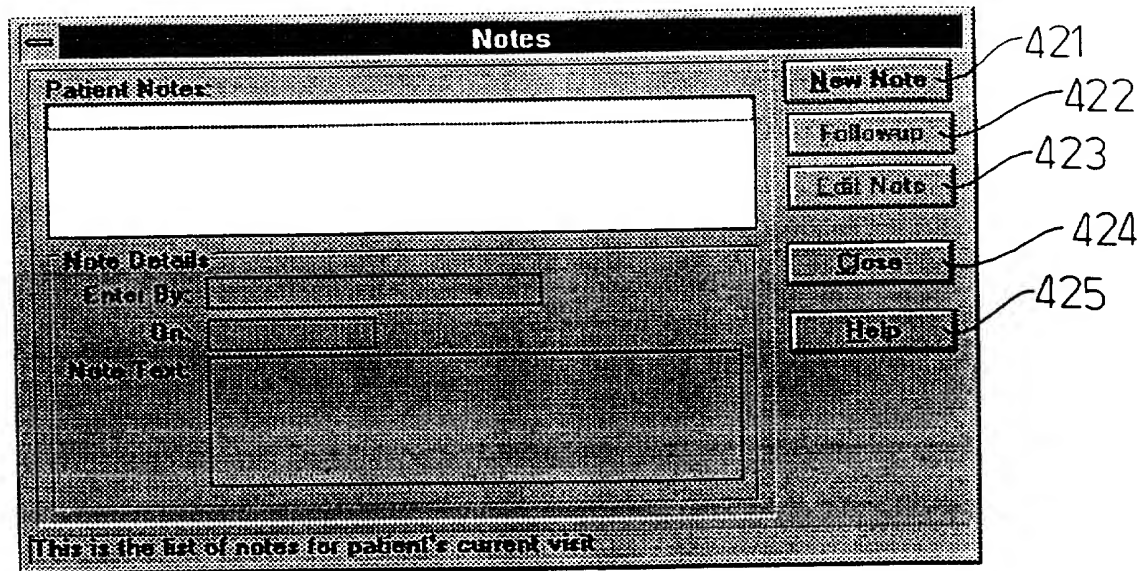 Notes
Patient Notes:
New Note
Followup
Edit Note
Close
Help
Note Details
Enter By:
On:
Note Text:
This is the list of notes for patient's current visit
421
422
423
424
425